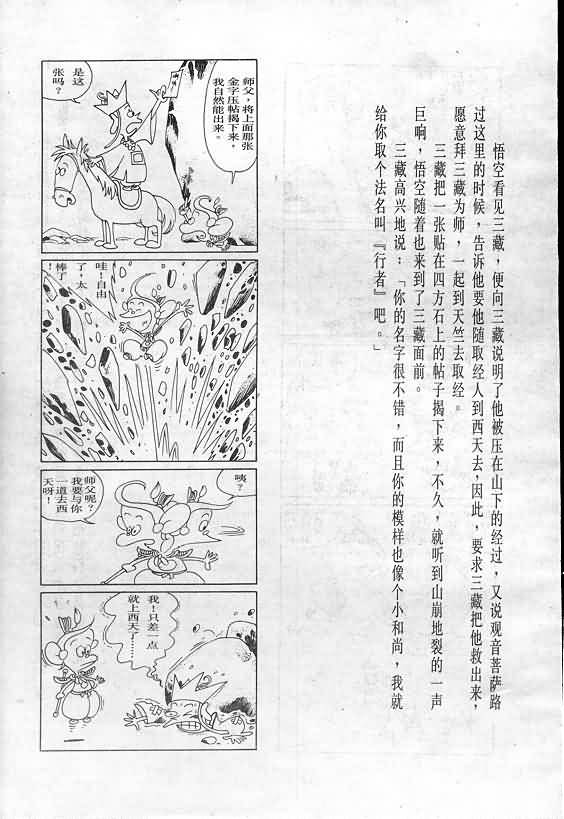 悟空看见三藏，便向三藏说明了他被压在山下的经过，又说观音菩萨路
过这里的时候，告诉他要他随取经人到西天去，因此，要求三藏把他救出来，
愿意拜三藏为师，一起到天竺去取经。
三藏把一张贴在四方石上的帖子揭下来，不久，就听到山崩地裂的一声
巨响，悟空随着也来到了三藏面前。
三藏高兴地说：「你的名字很不错，而且你的模样也像个小和尚，我就
给你取个法名叫『行者』吧。」
师父，将上面那张
金字压帖揭下来，
我自然能出来。
是这
张吗？
哇！自由
了，太
棒了
咦？
师父呢？
我要与你
一道去西
天呀！
我！只差一点
就上西天了……